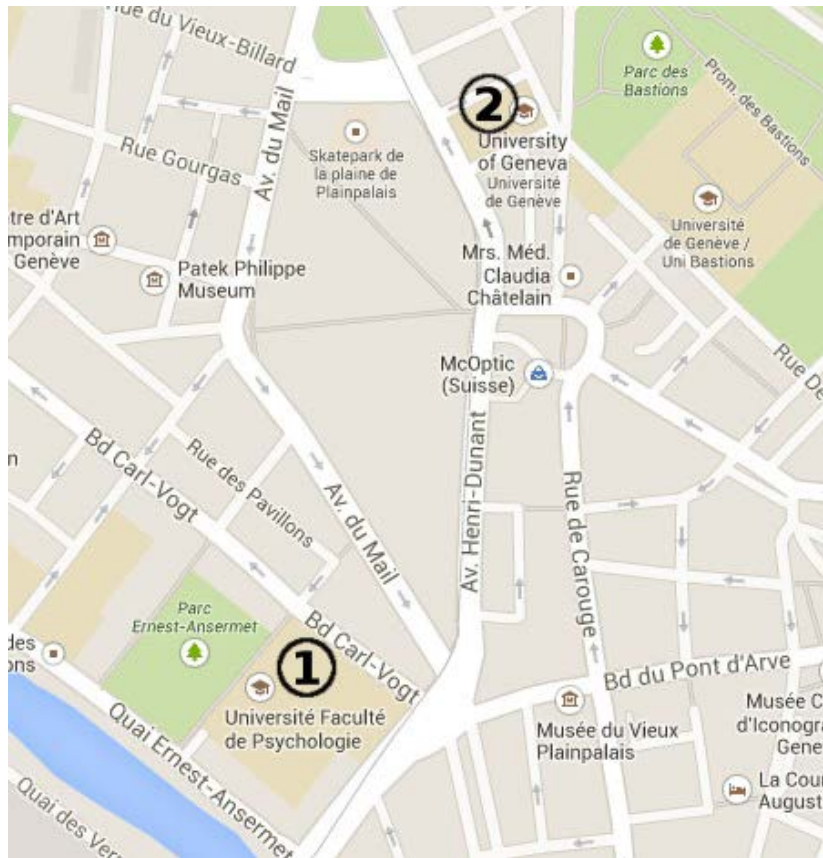 Rue du Vieux-Billard
Parc des
Bastions
Prom. des Bastions
2
University
of Geneva
Université
de Genève
Av. du Mail
Skatepark de
la plaine de
Plainpalais
Rue Gourgas
Université
de Genève /
Uni Bastions
tre d'Art
mporain
Genève
Patek Philippe
Museum
Mrs. Méd.
Claudia
Châtelain
McOptic
(Suisse)
Rue De
Bd Carl-Vogt
n
Rue des Pavillons
Av. du Mail
Av. Henri-Dunant
Rue de Carouge
Parc
Ernest-Ansermet
Bd Carl-Vogt
1
des
ons
Université Faculté
de Psychologie
Bd du Pont d'Arve
Musée du Vieux
Plainpalais
Musée C
d'Iconogra
Gene
La Cour
August
Quai Ernest-Ansermet
Quai des Ver